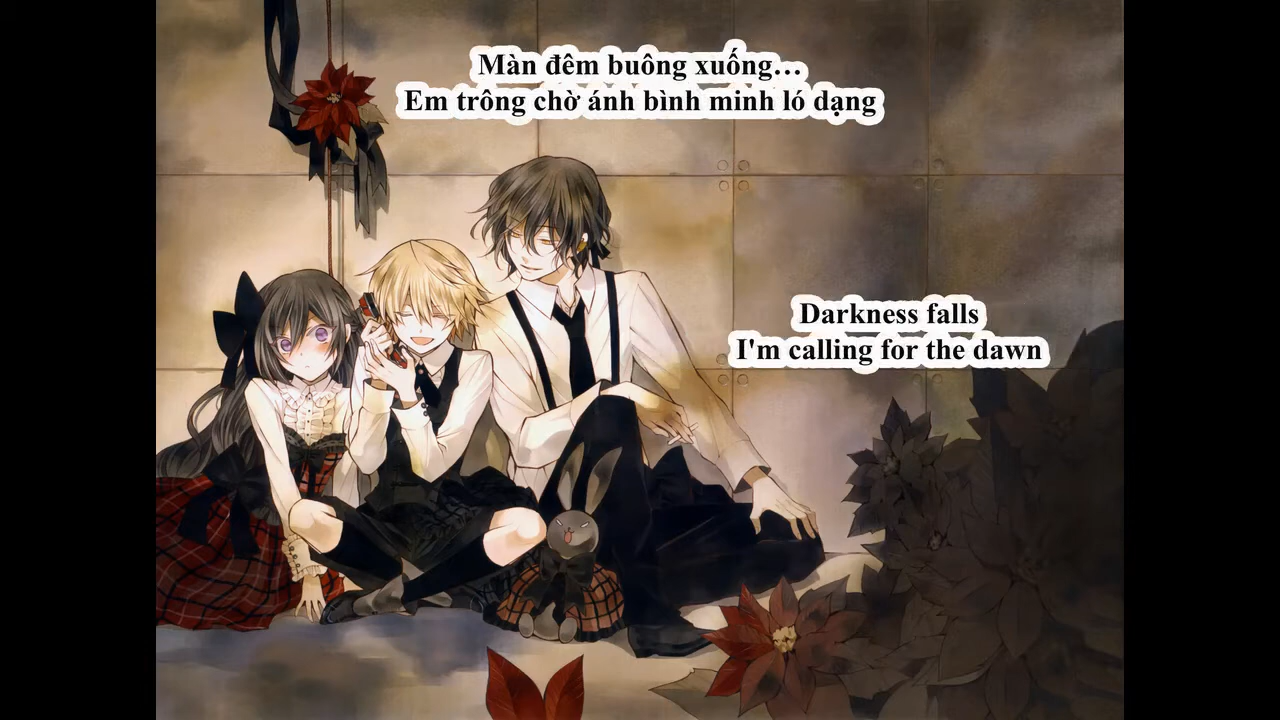 Màn đêm buông xuống…
Em trông chờ ánh bình minh ló dạng
Darkness falls
I'm calling for the dawn